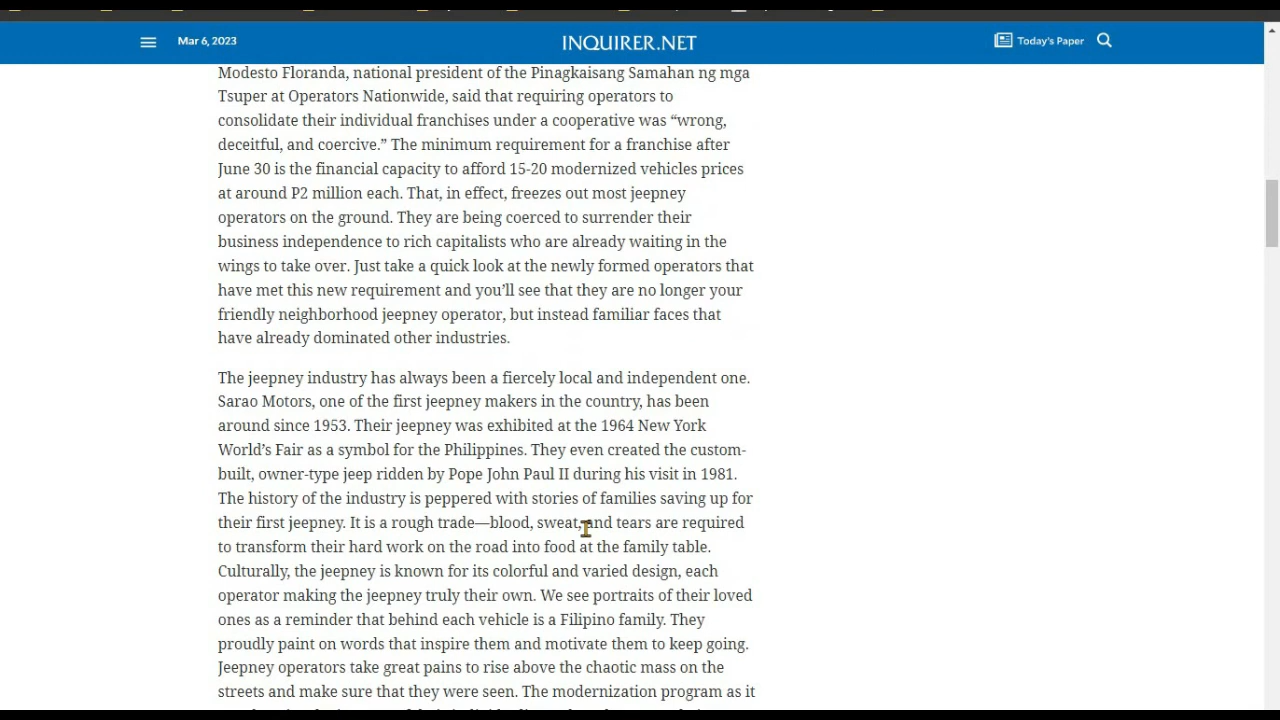 Mar 6, 2023
INQUIRER.NET
Today's Paper
Modesto Floranda, national president of the Pinagkaisang Samahan ng mga
Tsuper at Operators Nationwide, said that requiring operators to
consolidate their individual franchises under a cooperative was “wrong,
deceitful, and coercive.” The minimum requirement for a franchise after
June 30 is the financial capacity to afford 15-20 modernized vehicles prices
at around P2 million each. That, in effect, freezes out most jeepney
operators on the ground. They are being coerced to surrender their
business independence to rich capitalists who are already waiting in the
wings to take over. Just take a quick look at the newly formed operators that
have met this new requirement and you’ll see that they are no longer your
friendly neighborhood jeepney operator, but instead familiar faces that
have already dominated other industries.
The jeepney industry has always been a fiercely local and independent one.
Sarao Motors, one of the first jeepney makers in the country, has been
around since 1953. Their jeepney was exhibited at the 1964 New York
World’s Fair as a symbol for the Philippines. They even created the custom-
built, owner-type jeep ridden by Pope John Paul II during his visit in 1981.
The history of the industry is peppered with stories of families saving up for
their first jeepney. It is a rough trade—blood, sweat, and tears are required
to transform their hard work on the road into food at the family table.
Culturally, the jeepney is known for its colorful and varied design, each
operator making the jeepney truly their own. We see portraits of their loved
ones as a reminder that behind each vehicle is a Filipino family. They
proudly paint on words that inspire them and motivate them to keep going.
Jeepney operators take great pains to rise above the chaotic mass on the
streets and make sure that they were seen. The modernization program as it